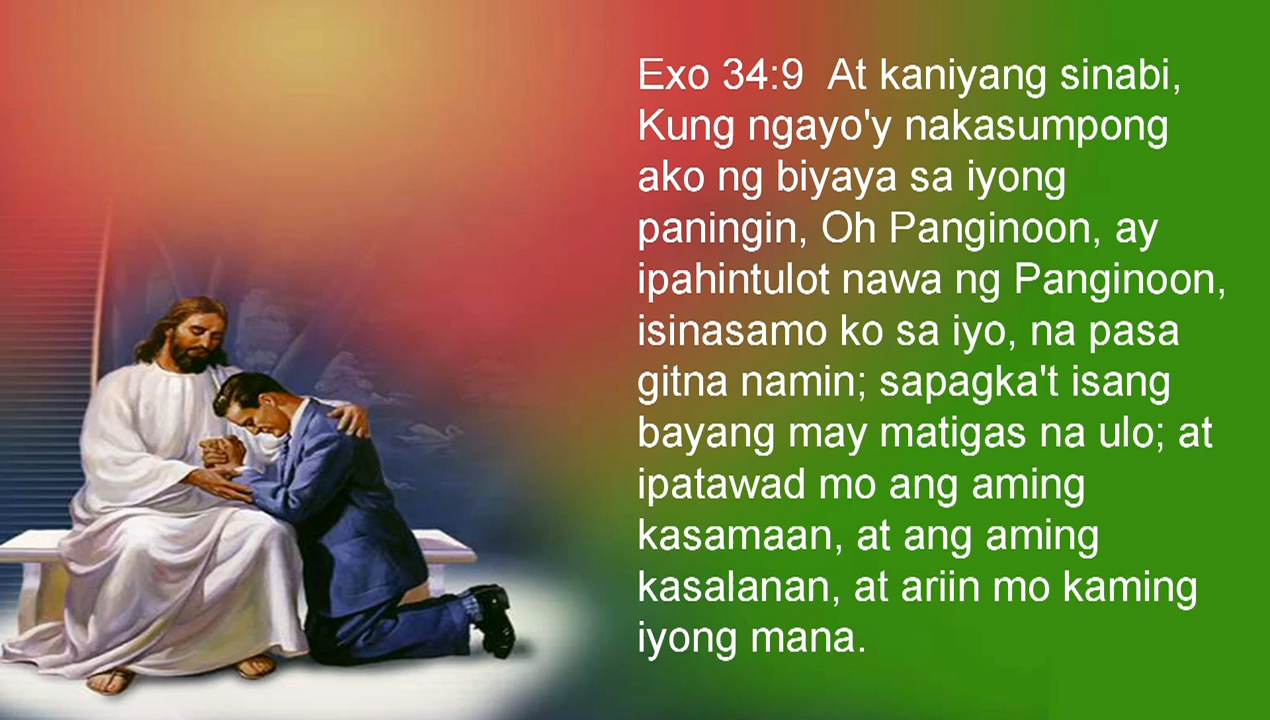 Exo 34:9  At kaniyang sinabi,
Kung ngayo'y nakasumpong
ako ng biyaya sa iyong
paningin, Oh Panginoon, ay
ipahintulot nawa ng Panginoon,
isinasamo ko sa iyo, na pasa
gitna namin; sapagka't isang
bayang may matigas na ulo; at
ipatawad mo ang aming
kasamaan, at ang aming
kasalanan, at ariin mo kaming
iyong mana.